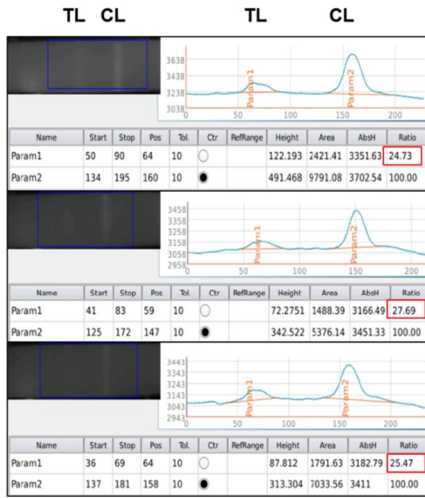 TL CL TL CL
3638
3438
3238
3038
Param1
Param2
0 50 100 150 200
Name Start Stop Pos Tol. Ctr RefRange Height Area AbsH Ratio
Param1 50 90 64 10 122.193 2421.41 3351.63 24.73
Param2 134 195 160 10 491.468 9791.08 3702.54 100.00
3458
3358
3258
3158
3058
2958
Param1
Param2
0 50 100 150 200
Name Start Stop Pos Tol. Ctr RefRange Height Area AbsH Ratio
Param1 41 83 59 10 72.2751 1488.39 3166.49 27.69
Param2 125 172 147 10 342.522 5376.14 3451.33 100.00
3443
3343
3243
3143
3043
2943
Param1
Param2
0 50 100 150 200
Name Start Stop Pos Tol. Ctr RefRange Height Area AbsH Ratio
Param1 36 69 64 10 87.812 1791.63 3182.79 25.47
Param2 137 181 158 10 313.304 7033.56 3411 100.00